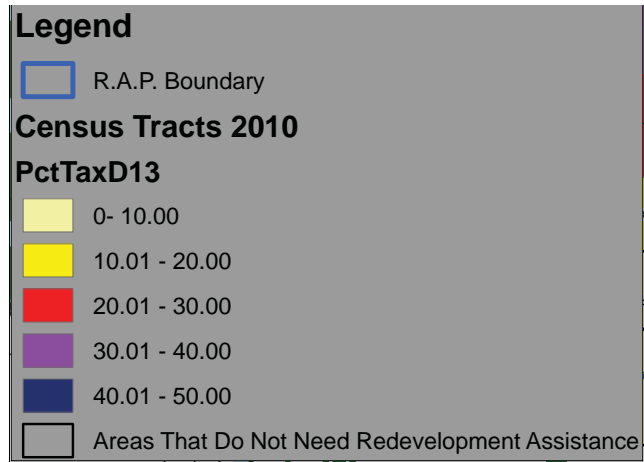 Legend
R.A.P. Boundary
Census Tracts 2010
PctTaxD13
0- 10.00
10.01 - 20.00
20.01 - 30.00
30.01 - 40.00
40.01 - 50.00
Areas That Do Not Need Redevelopment Assistance